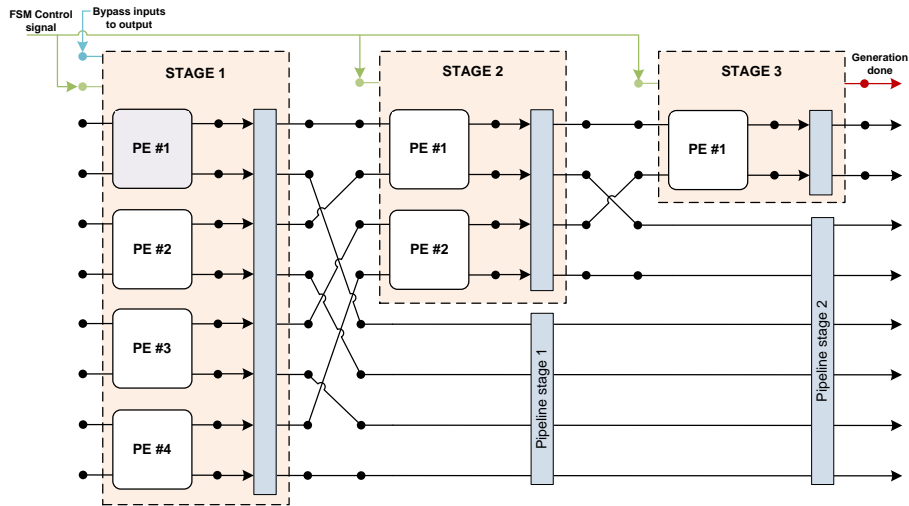 FSM Control
signal
Bypass inputs
to output
STAGE 1
STAGE 2
STAGE 3
Generation
done
PE #1
PE #2
PE #3
PE #4
PE #1
PE #2
PE #1
Pipeline stage 1
Pipeline stage 2